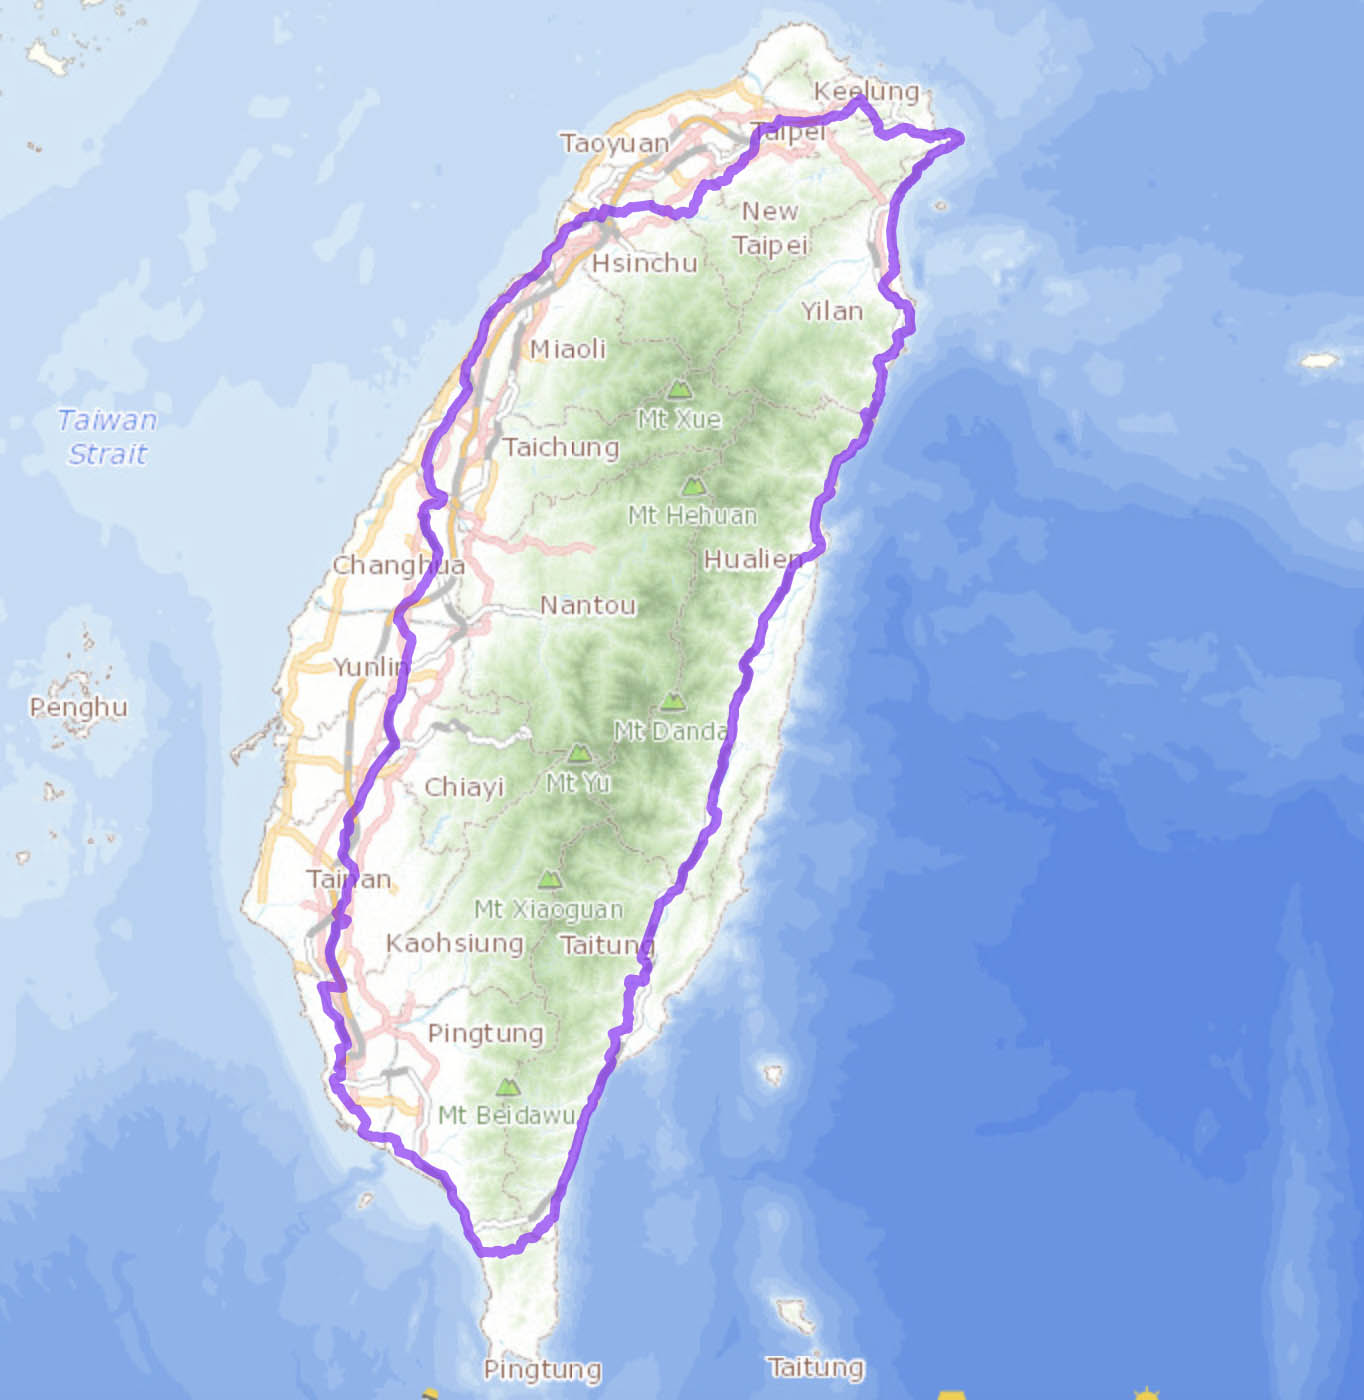 Keelung
Taipei
Taoyuan
New
Taipei
Hsinchu
Yilan
Miaoli
Mt Xue
Taiwan
Strait
Taichung
Mt Hehuan
Hualien
Changhua
Nantou
Yunlin
Penghu
Mt Danda
Mt Yu
Chiayi
Tainan
Mt Xiaoguan
Kaohsiung
Taitung
Pingtung
Mt Beidawu
Pingtung
Taitung